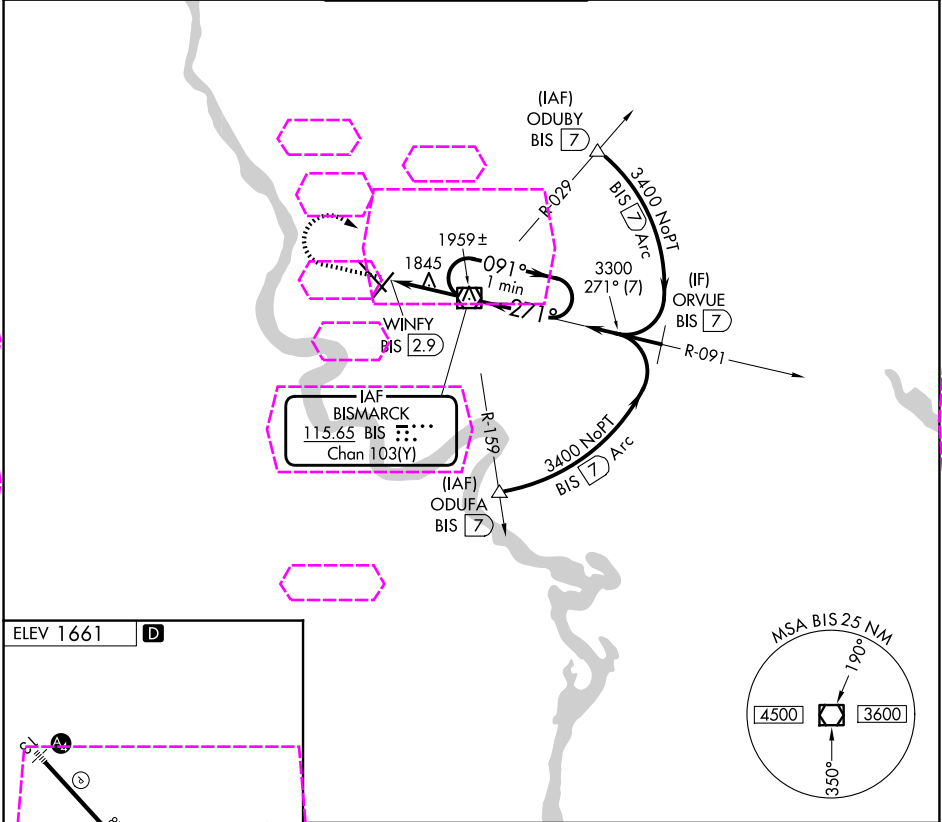 (IAF)
ODUBY
BIS 7
R-029
3400 NoPT
BIS 7 Arc
1959±
1845
091°
1 min
271°
3300
271° (7)
(IF)
ORVUE
BIS 7
R-091
WINFY
BIS 2.9
IAF
BISMARCK
115.65 BIS
Chan 103(Y)
R-159
3400 NoPT
BIS 7 Arc
(IAF)
ODUFA
BIS 7
ELEV 1661 D
MSA BIS 25 NM
190°
4500
3600
350°
13
A4
P